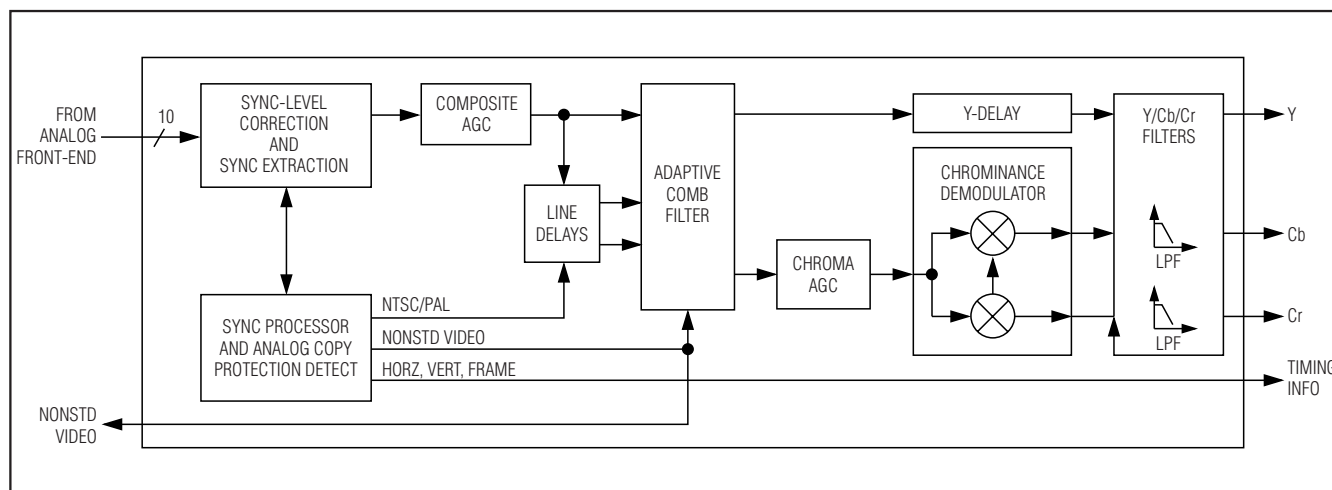 FROM
ANALOG
FRONT-END
10
SYNC-LEVEL
CORRECTION
AND
SYNC EXTRACTION
COMPOSITE
AGC
LINE
DELAYS
ADAPTIVE
COMB
FILTER
Y-DELAY
CHROMINANCE
DEMODULATOR
CHROMA
AGC
Y/Cb/Cr
FILTERS
LPF
LPF
Y
Cb
Cr
SYNC PROCESSOR
AND ANALOG COPY
PROTECTION DETECT
NTSC/PAL
NONSTD VIDEO
HORZ, VERT, FRAME
TIMING
INFO
NONSTD
VIDEO